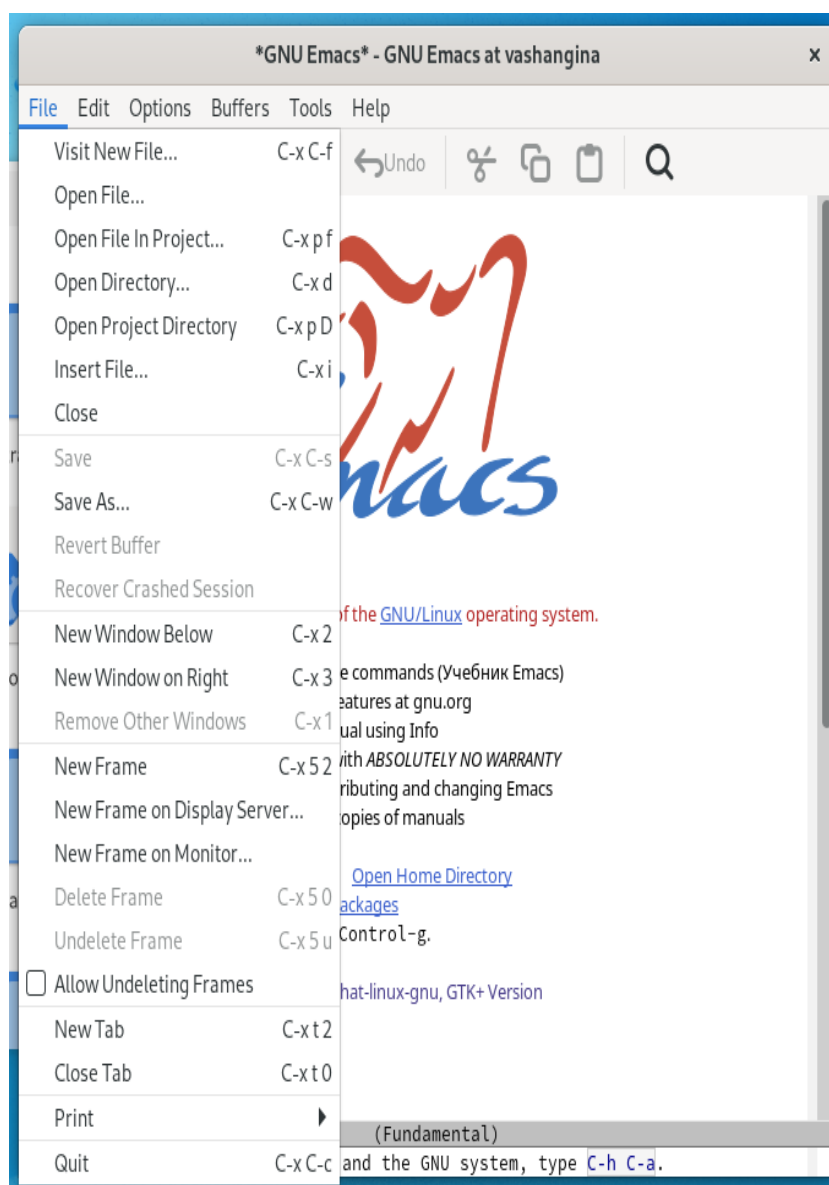 *GNU Emacs* - GNU Emacs at vashangina x
File Edit Options Buffers Tools Help
Undo
Visit New File... C-x C-f
Open File...
Open File In Project... C-x p f
Open Directory... C-x d
Open Project Directory C-x p D
Insert File... C-x i
Close
Save C-x C-s
Save As... C-x C-w
Revert Buffer
Recover Crashed Session
New Window Below C-x 2
New Window on Right C-x 3
Remove Other Windows C-x 1
New Frame C-x 5 2
New Frame on Display Server...
New Frame on Monitor...
Delete Frame C-x 5 0
Undelete Frame C-x 5 u
Allow Undeleting Frames
New Tab C-x t 2
Close Tab C-x t 0
Print
Quit C-x C-c
macs
of the GNU/Linux operating system.
e commands (Учебник Emacs)
eatures at gnu.org
ual using Info
with ABSOLUTELY NO WARRANTY
ributing and changing Emacs
opies of manuals
Open Home Directory
ackages
Control-g.
hat-linux-gnu, GTK+ Version
(Fundamental)
and the GNU system, type C-h C-a.